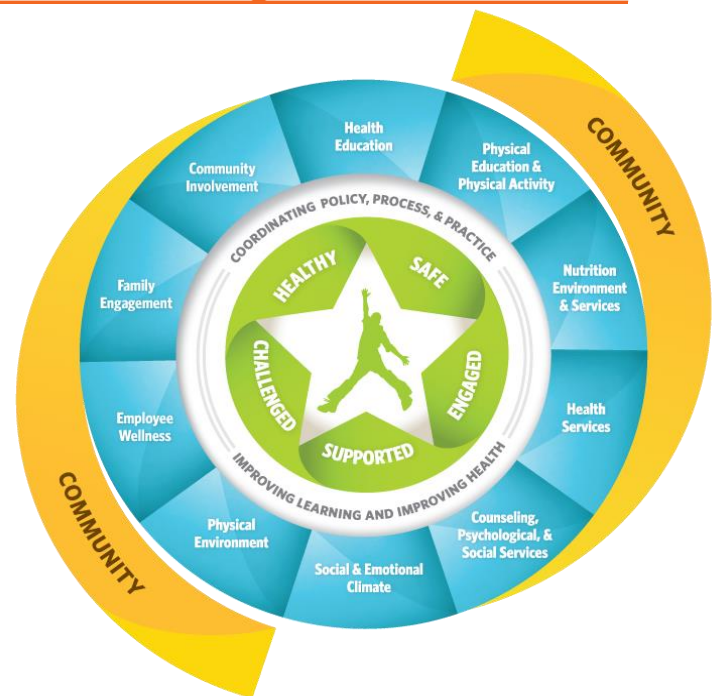 COMMUNITY
Health
Education
Physical
Education &
Physical Activity
Nutrition
Environment
& Services
Health
Services
Counseling,
Psychological, &
Social Services
Social & Emotional
Climate
Physical
Environment
Employee
Wellness
Family
Engagement
Community
Involvement
COORDINATING POLICY, PROCESS, & PRACTICE
IMPROVING LEARNING AND IMPROVING HEALTH
HEALTHY
SAFE
ENGAGED
SUPPORTED
CHALLENGED
COMMUNITY